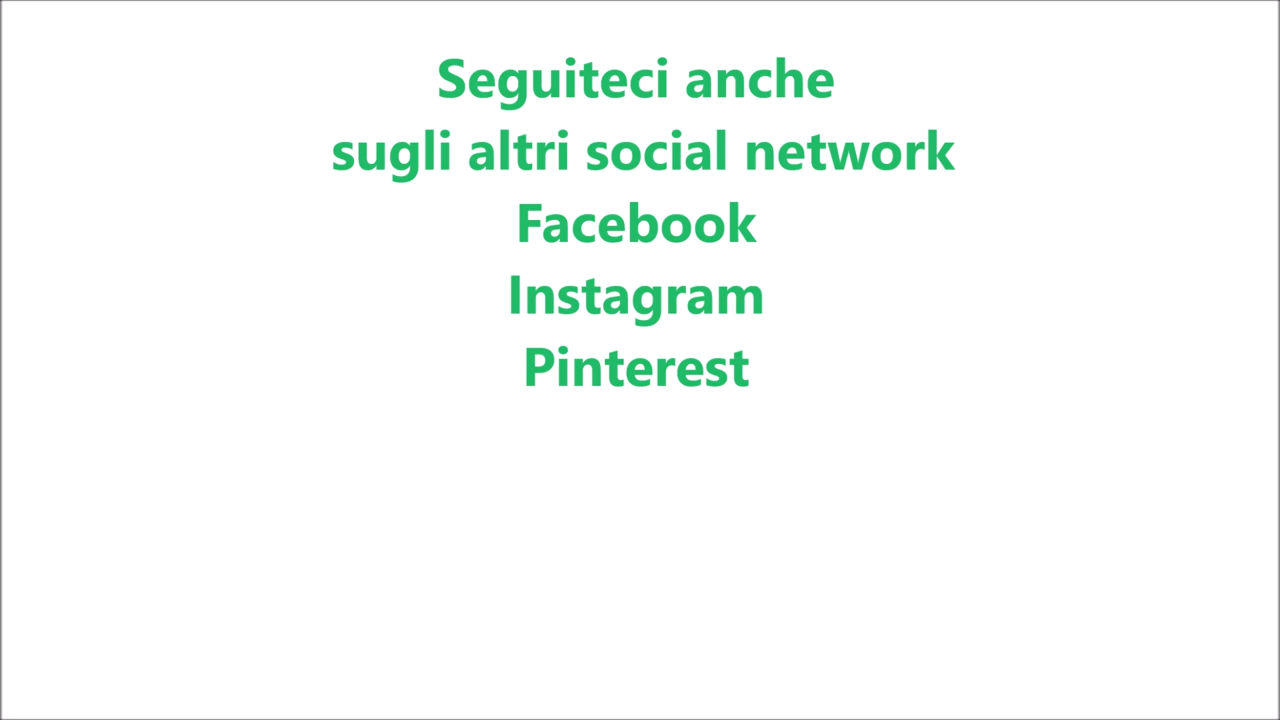 Seguiteci anche
sugli altri social network
Facebook
Instagram
Pinterest